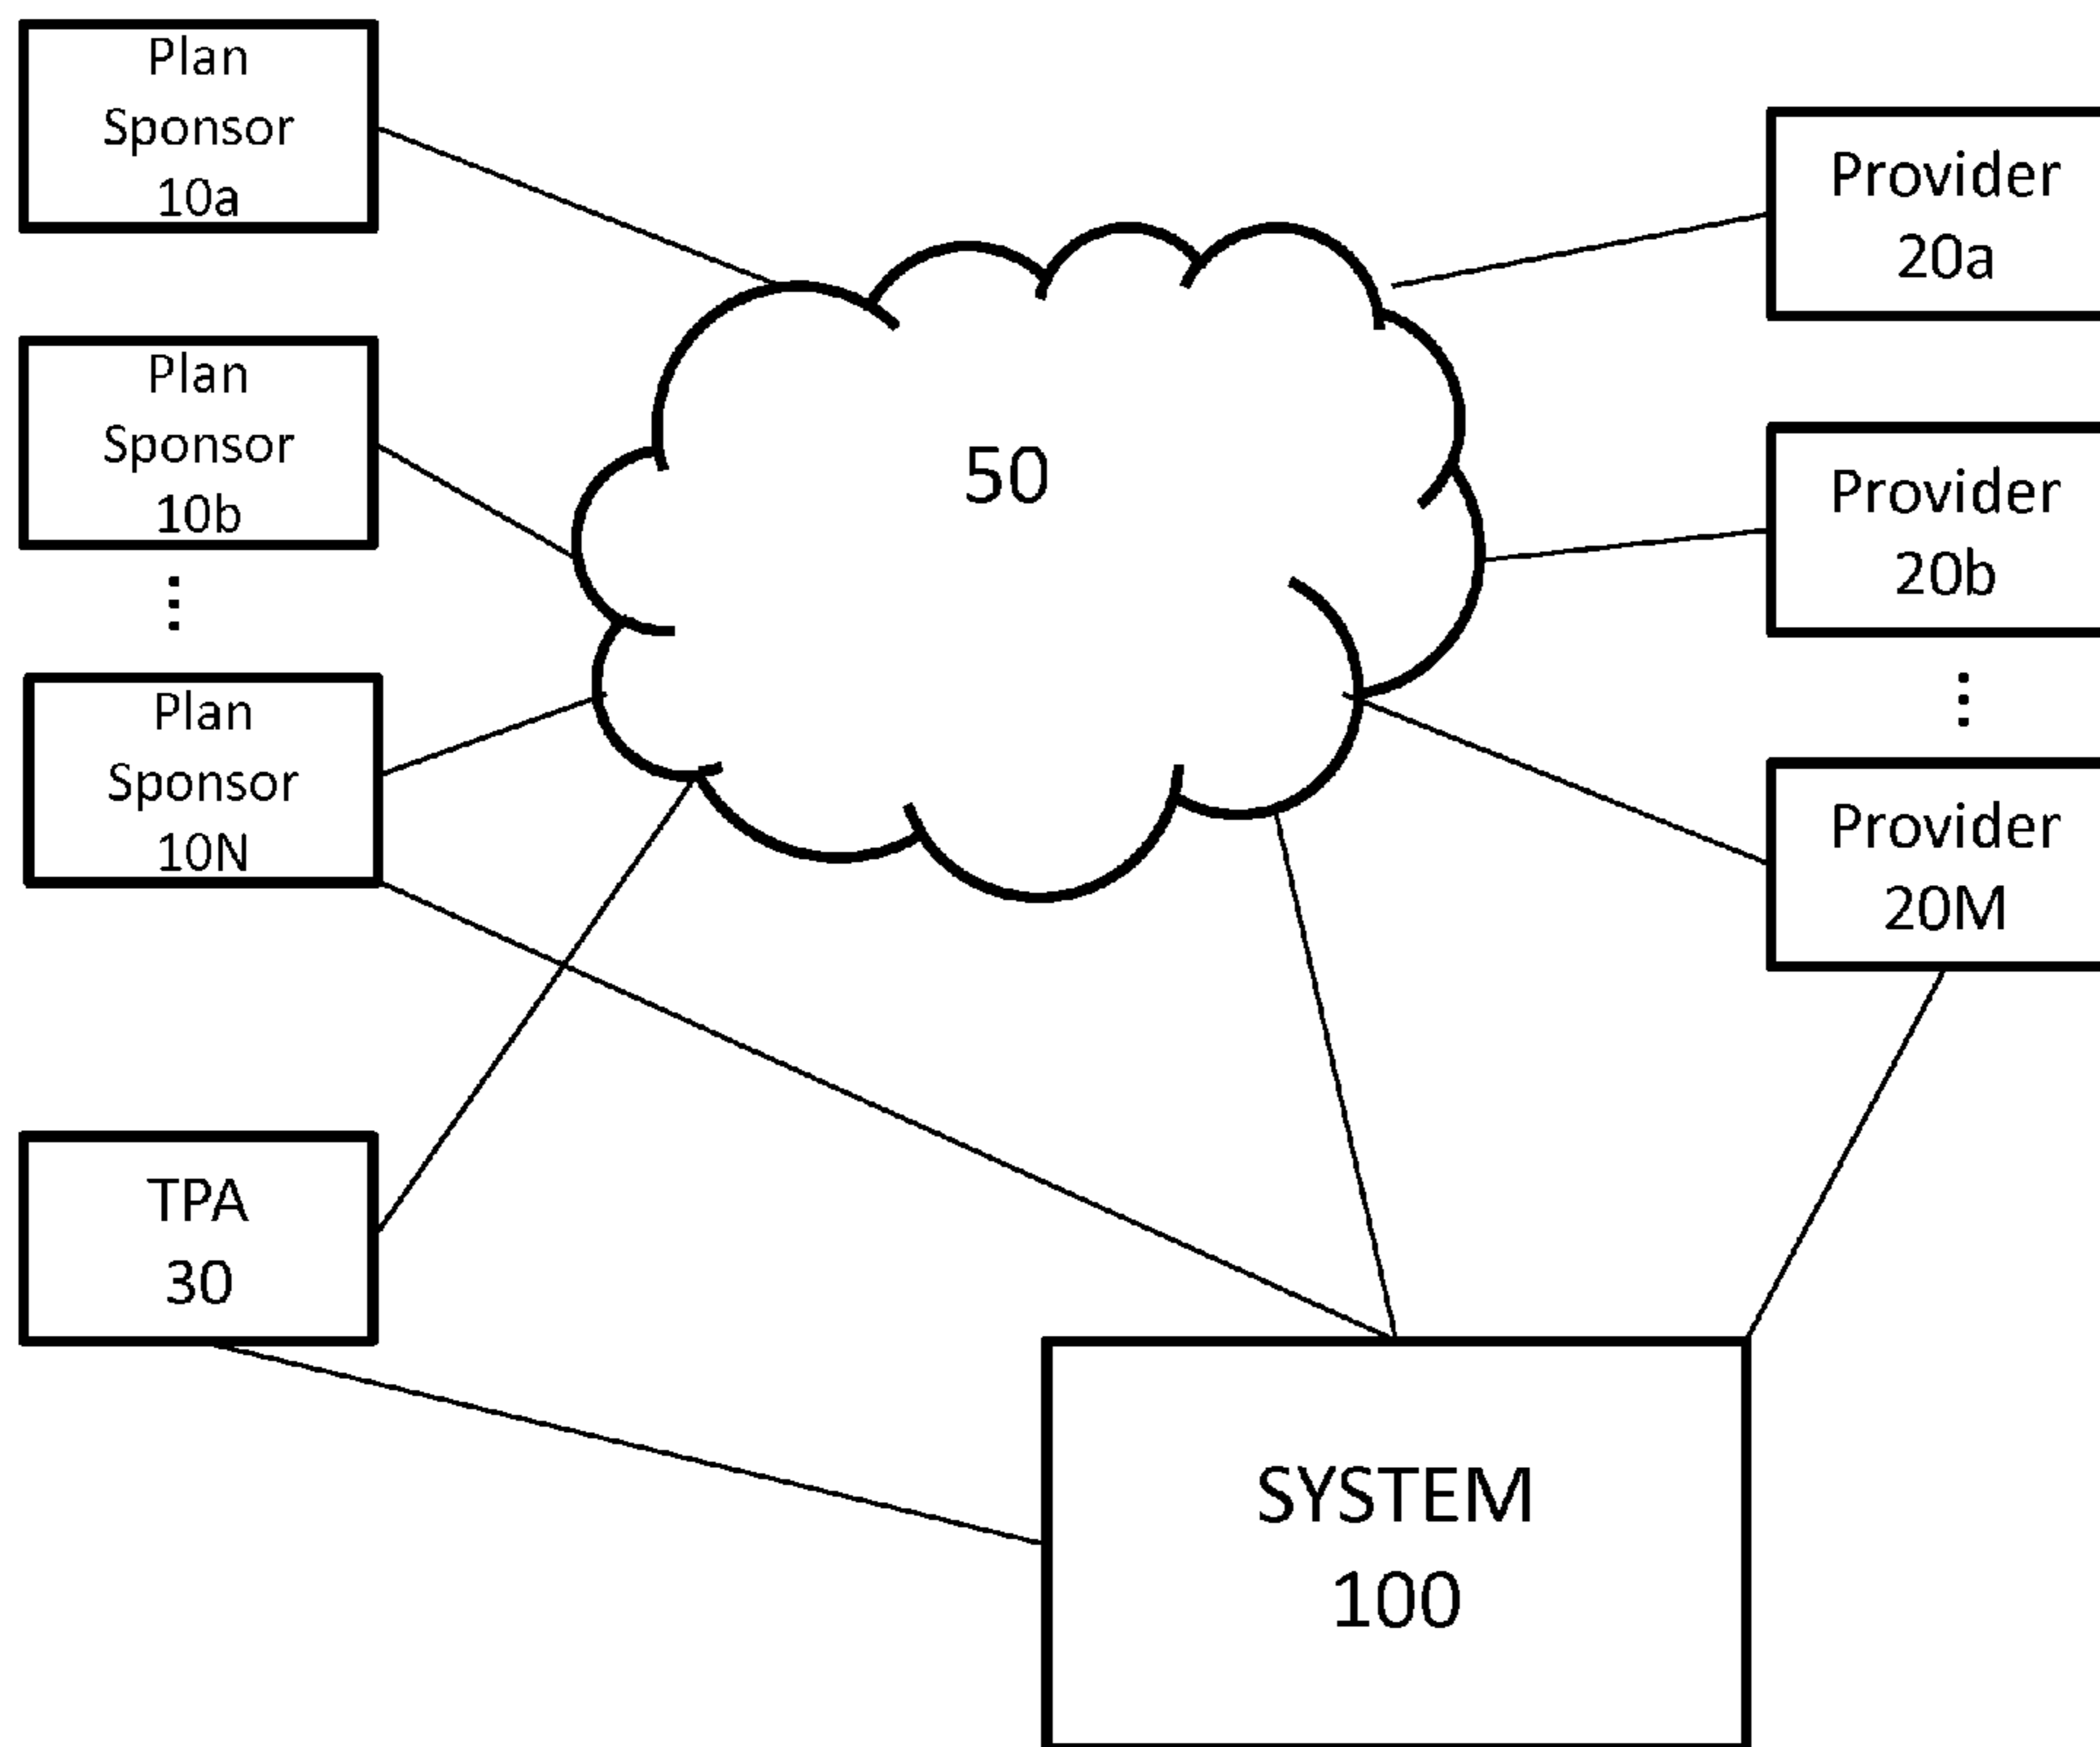 Plan
Sponsor
10a
Plan
Sponsor
10b
Plan
Sponsor
10N
TPA
30
50
Provider
20a
Provider
20b
Provider
20M
SYSTEM
100